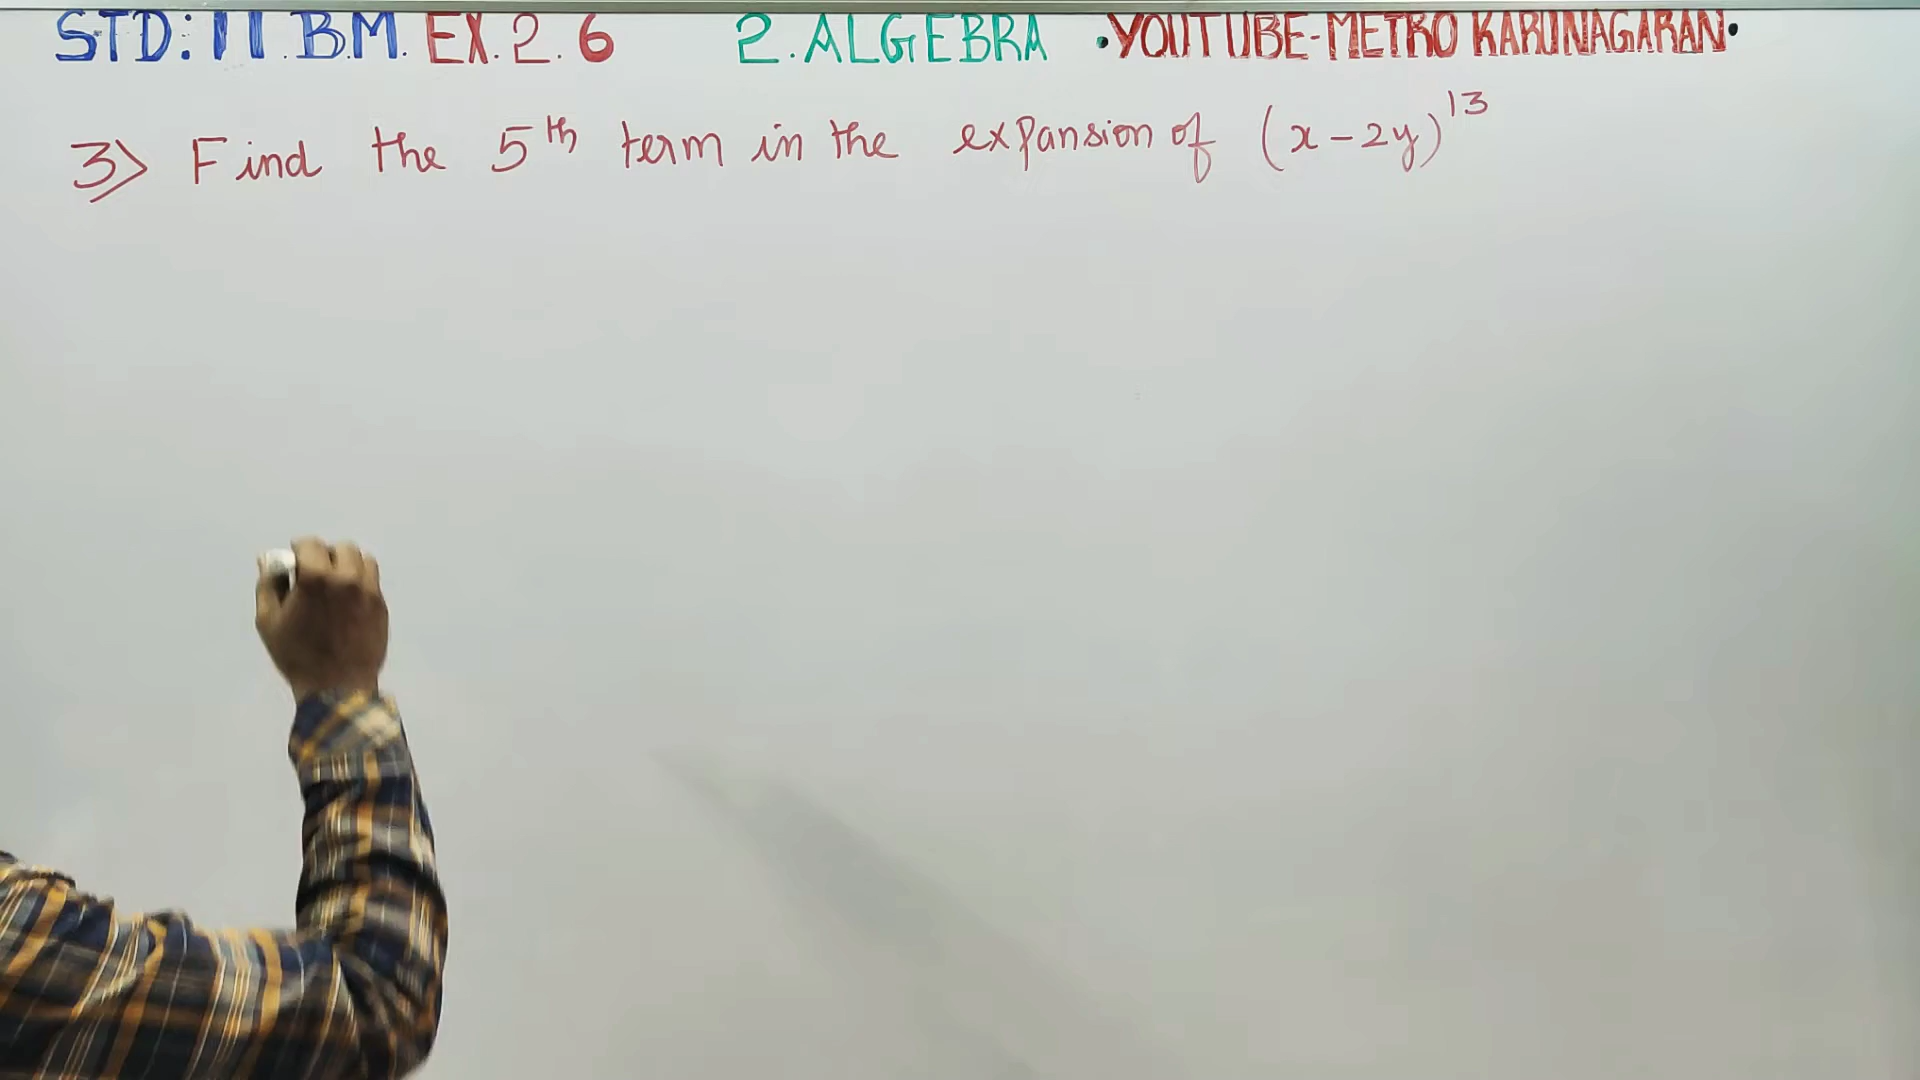 STD: 11. B.M. EX. 2. 6 2. ALGEBRA •YOUTUBE-METRO KARUNAGARAN•
3) Find the 5th term in the expansion of (x-2y)^13